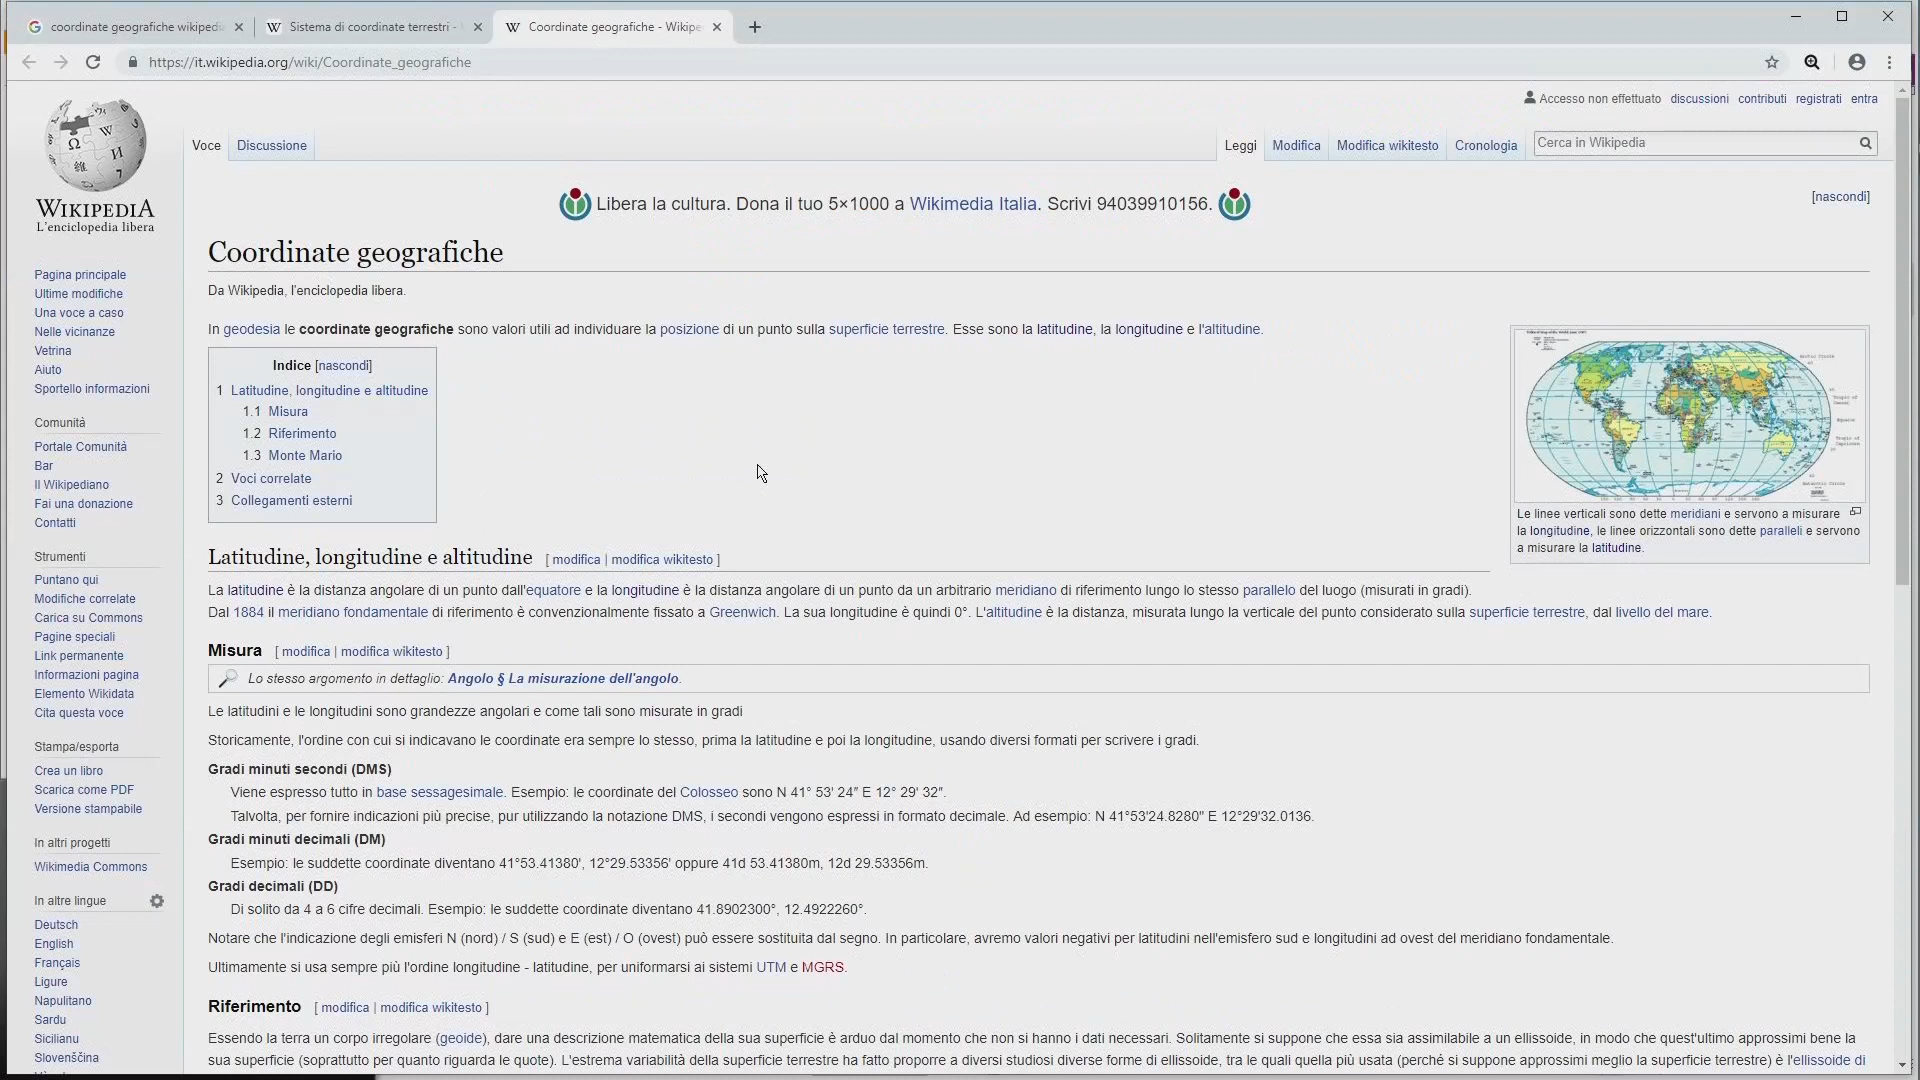 coordinate geografiche wikipedi
Sistema di coordinate terrestri -
Coordinate geografiche - Wikipe
https://it.wikipedia.org/wiki/Coordinate_geografiche
Accesso non effettuato discussioni contributi registrati entra
Voce Discussione Leggi Modifica Modifica wikitesto Cronologia Cerca in Wikipedia
WIKIPEDIA
L'enciclopedia libera
Libera la cultura. Dona il tuo 5×1000 a Wikimedia Italia. Scrivi 94039910156.
[nascondi]
Pagina principale
Ultime modifiche
Una voce a caso
Nelle vicinanze
Vetrina
Aiuto
Sportello informazioni
Comunità
Portale Comunità
Bar
Il Wikipediano
Fai una donazione
Contatti
Strumenti
Puntano qui
Modifiche correlate
Carica su Commons
Pagine speciali
Link permanente
Informazioni pagina
Elemento Wikidata
Cita questa voce
Stampa/esporta
Crea un libro
Scarica come PDF
Versione stampabile
In altri progetti
Wikimedia Commons
In altre lingue
Deutsch
English
Français
Ligure
Napulitano
Sardu
Sicilianu
Slovenščina
Coordinate geografiche
Da Wikipedia, l'enciclopedia libera.
In geodesia le coordinate geografiche sono valori utili ad individuare la posizione di un punto sulla superficie terrestre. Esse sono la latitudine, la longitudine e l'altitudine.
Indice [nascondi]
1 Latitudine, longitudine e altitudine
1.1 Misura
1.2 Riferimento
1.3 Monte Mario
2 Voci correlate
3 Collegamenti esterni
Le linee verticali sono dette meridiani e servono a misurare
la longitudine, le linee orizzontali sono dette paralleli e servono
a misurare la latitudine.
Latitudine, longitudine e altitudine [ modifica | modifica wikitesto ]
La latitudine è la distanza angolare di un punto dall'equatore e la longitudine è la distanza angolare di un punto da un arbitrario meridiano di riferimento lungo lo stesso parallelo del luogo (misurati in gradi).
Dal 1884 il meridiano fondamentale di riferimento è convenzionalmente fissato a Greenwich. La sua longitudine è quindi 0°. L'altitudine è la distanza, misurata lungo la verticale del punto considerato sulla superficie terrestre, dal livello del mare.
Misura [ modifica | modifica wikitesto ]
Lo stesso argomento in dettaglio: Angolo § La misurazione dell'angolo.
Le latitudini e le longitudini sono grandezze angolari e come tali sono misurate in gradi
Storicamente, l'ordine con cui si indicavano le coordinate era sempre lo stesso, prima la latitudine e poi la longitudine, usando diversi formati per scrivere i gradi.
Gradi minuti secondi (DMS)
Viene espresso tutto in base sessagesimale. Esempio: le coordinate del Colosseo sono N 41° 53' 24″ E 12° 29' 32″.
Talvolta, per fornire indicazioni più precise, pur utilizzando la notazione DMS, i secondi vengono espressi in formato decimale. Ad esempio: N 41°53'24.8280" E 12°29'32.0136.
Gradi minuti decimali (DM)
Esempio: le suddette coordinate diventano 41°53.41380', 12°29.53356' oppure 41d 53.41380m, 12d 29.53356m.
Gradi decimali (DD)
Di solito da 4 a 6 cifre decimali. Esempio: le suddette coordinate diventano 41.8902300°, 12.4922260°.
Notare che l'indicazione degli emisferi N (nord) / S (sud) e E (est) / O (ovest) può essere sostituita dal segno. In particolare, avremo valori negativi per latitudini nell'emisfero sud e longitudini ad ovest del meridiano fondamentale.
Ultimamente si usa sempre più l'ordine longitudine - latitudine, per uniformarsi ai sistemi UTM e MGRS.
Riferimento [ modifica | modifica wikitesto ]
Essendo la terra un corpo irregolare (geoide), dare una descrizione matematica della sua superficie è arduo dal momento che non si hanno i dati necessari. Solitamente si suppone che essa sia assimilabile a un ellissoide, in modo che quest'ultimo approssimi bene la
sua superficie (soprattutto per quanto riguarda le quote). L'estrema variabilità della superficie terrestre ha fatto proporre a diversi studiosi diverse forme di ellissoide, tra le quali quella più usata (perché si suppone approssimi meglio la superficie terrestre) è l'ellissoide di